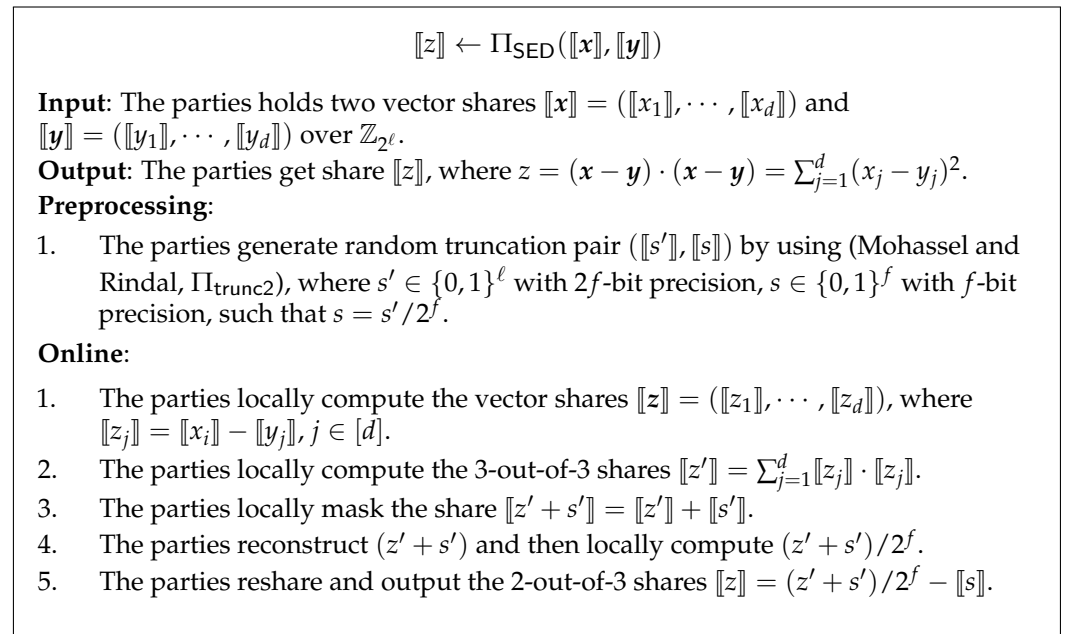 ⟦z⟧ ← Π_SED(⟦𝒙⟧, ⟦𝒚⟧)
Input: The parties holds two vector shares ⟦𝒙⟧ = (⟦x₁⟧, ⋯ , ⟦x_d⟧) and
⟦𝒚⟧ = (⟦y₁⟧, ⋯ , ⟦y_d⟧) over ℤ_{2^ℓ}.
Output: The parties get share ⟦z⟧, where z = (𝒙 − 𝒚) · (𝒙 − 𝒚) = ∑_{j=1}^{d} (x_j − y_j)².
Preprocessing:
1. The parties generate random truncation pair (⟦s′⟧, ⟦s⟧) by using (Mohassel and
Rindal, Π_trunc2), where s′ ∈ {0, 1}^ℓ with 2f-bit precision, s ∈ {0, 1}^f with f-bit
precision, such that s = s′/2^f.
Online:
1. The parties locally compute the vector shares ⟦𝒛⟧ = (⟦z₁⟧, ⋯ , ⟦z_d⟧), where
⟦z_j⟧ = ⟦x_i⟧ − ⟦y_j⟧, j ∈ [d].
2. The parties locally compute the 3-out-of-3 shares ⟦z′⟧ = ∑_{j=1}^{d} ⟦z_j⟧ · ⟦z_j⟧.
3. The parties locally mask the share ⟦z′ + s′⟧ = ⟦z′⟧ + ⟦s′⟧.
4. The parties reconstruct (z′ + s′) and then locally compute (z′ + s′)/2^f.
5. The parties reshare and output the 2-out-of-3 shares ⟦z⟧ = (z′ + s′)/2^f − ⟦s⟧.